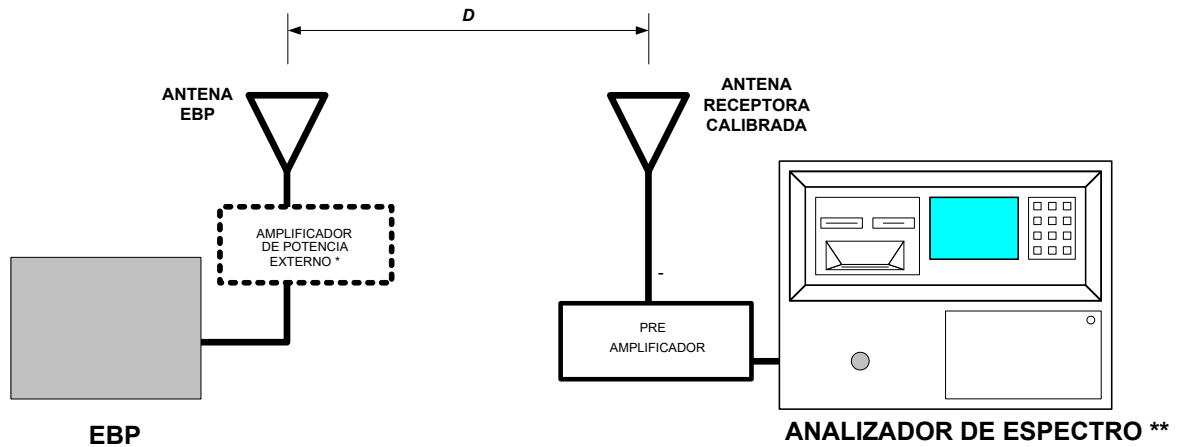 D
ANTENA
EBP
ANTENA
RECEPTORA
CALIBRADA
AMPLIFICADOR
DE POTENCIA
EXTERNO *
-
PRE
AMPLIFICADOR
EBP
ANALIZADOR DE ESPECTRO **